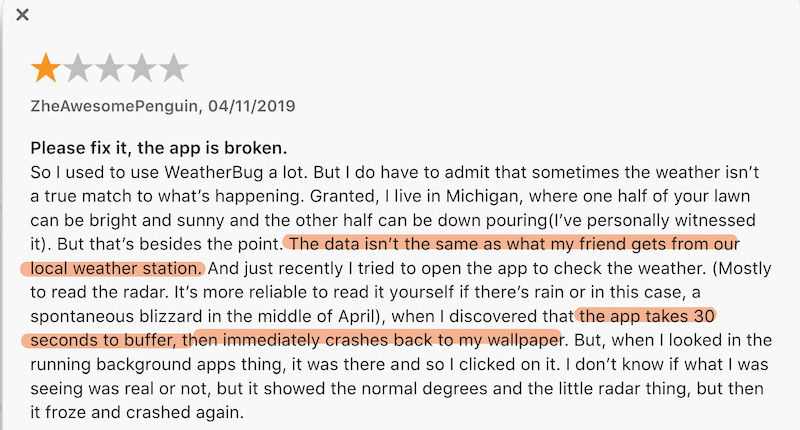 ZheAwesomePenguin, 04/11/2019
Please fix it, the app is broken.
So I used to use WeatherBug a lot. But I do have to admit that sometimes the weather isn’t
a true match to what’s happening. Granted, I live in Michigan, where one half of your lawn
can be bright and sunny and the other half can be down pouring(I’ve personally witnessed
it). But that’s besides the point. The data isn’t the same as what my friend gets from our
local weather station. And just recently I tried to open the app to check the weather. (Mostly
to read the radar. It’s more reliable to read it yourself if there’s rain or in this case, a
spontaneous blizzard in the middle of April), when I discovered that the app takes 30
seconds to buffer, then immediately crashes back to my wallpaper. But, when I looked in the
running background apps thing, it was there and so I clicked on it. I don’t know if what I was
seeing was real or not, but it showed the normal degrees and the little radar thing, but then
it froze and crashed again.